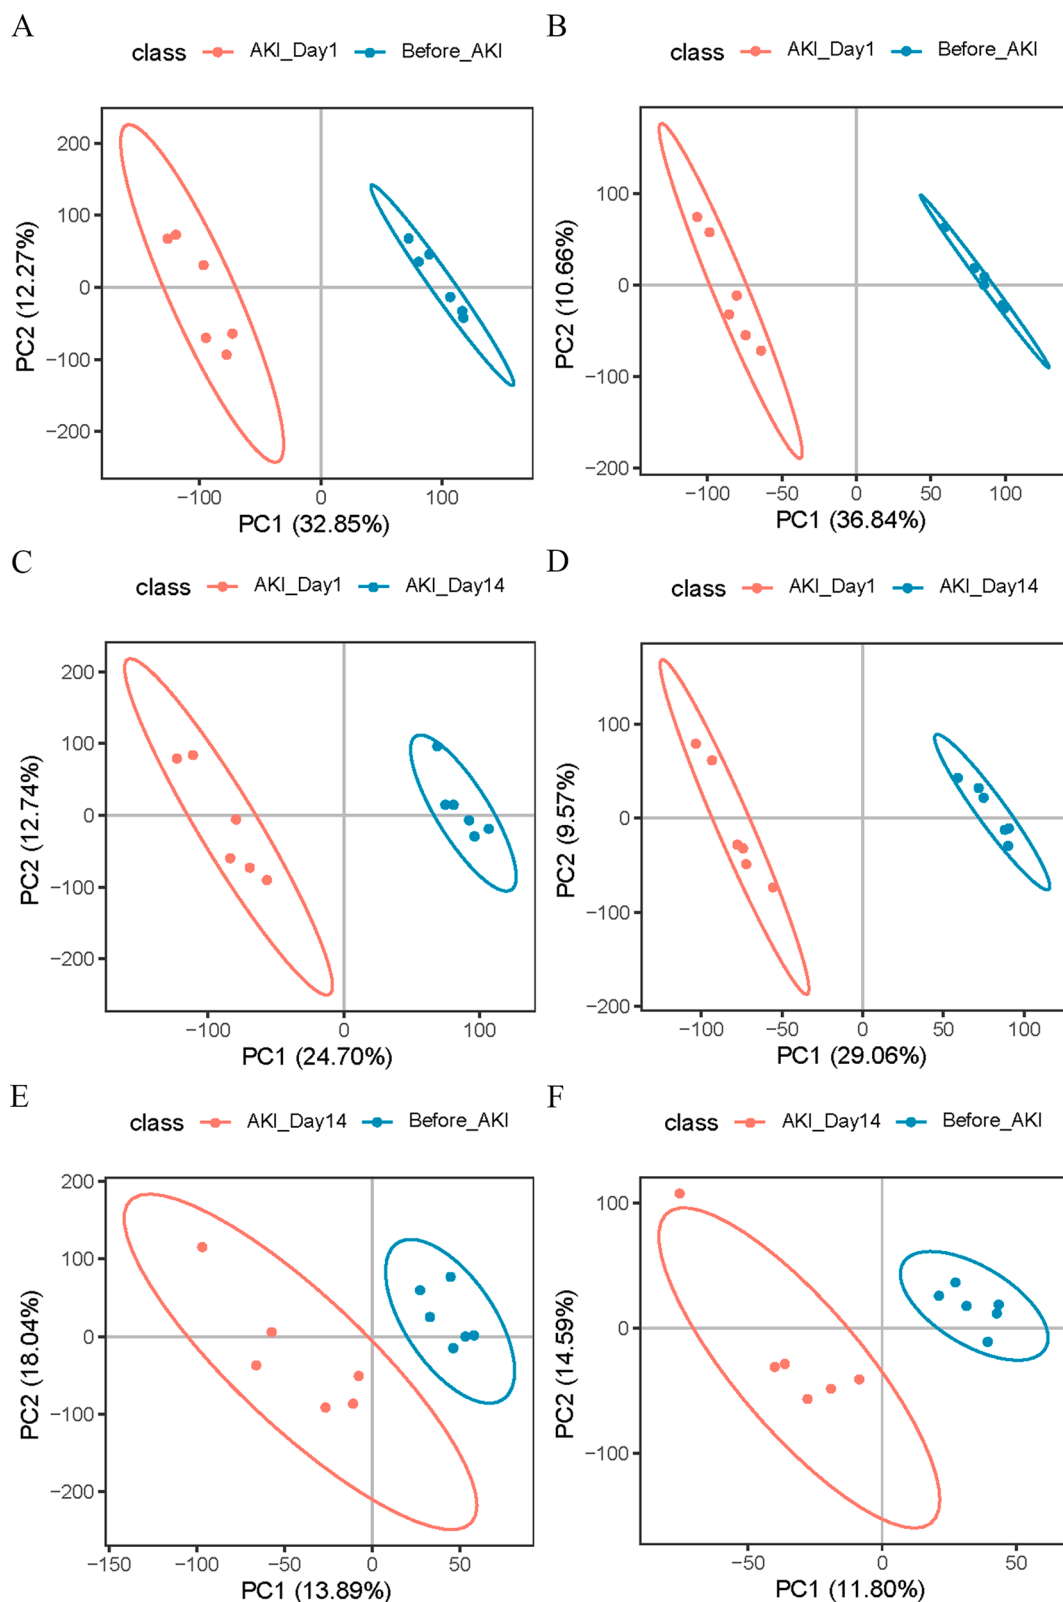 A
class AKI_Day1 Before_AKI
200
100
0
−100
−200
PC2 (12.27%)
−100 0 100
PC1 (32.85%)
B
class AKI_Day1 Before_AKI
100
0
−100
−200
PC2 (10.66%)
−100 −50 0 50 100
PC1 (36.84%)
C
class AKI_Day1 AKI_Day14
200
100
0
−100
−200
PC2 (12.74%)
−100 0 100
PC1 (24.70%)
D
class AKI_Day1 AKI_Day14
100
0
−100
−200
PC2 (9.57%)
−100 −50 0 50 100
PC1 (29.06%)
E
class AKI_Day14 Before_AKI
200
100
0
−100
−200
PC2 (18.04%)
−150 −100 −50 0 50
PC1 (13.89%)
F
class AKI_Day14 Before_AKI
100
0
−100
PC2 (14.59%)
−50 0 50
PC1 (11.80%)